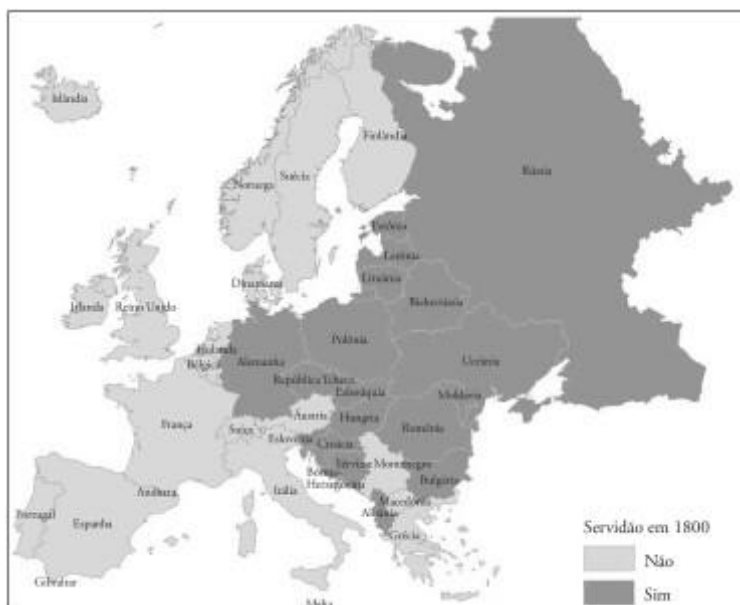 Islândia
Finlândia
Noruega
Suécia
Rússia
Estônia
Letônia
Lituânia
Dinamarca
Irlanda
Reino Unido
Holanda
Bélgica
Alemanha
Polônia
Ucrânia
República Tcheca
Eslováquia
Moldávia
Áustria
Hungria
França
Suíça
Eslovênia
Croácia
Romênia
Sérvia e Montenegro
Bósnia-
Herzegovina
Bulgária
Itália
Andorra
Macedônia
Albânia
Portugal
Espanha
Grécia
Gibraltar
Malta
Servidão em 1800
Não
Sim